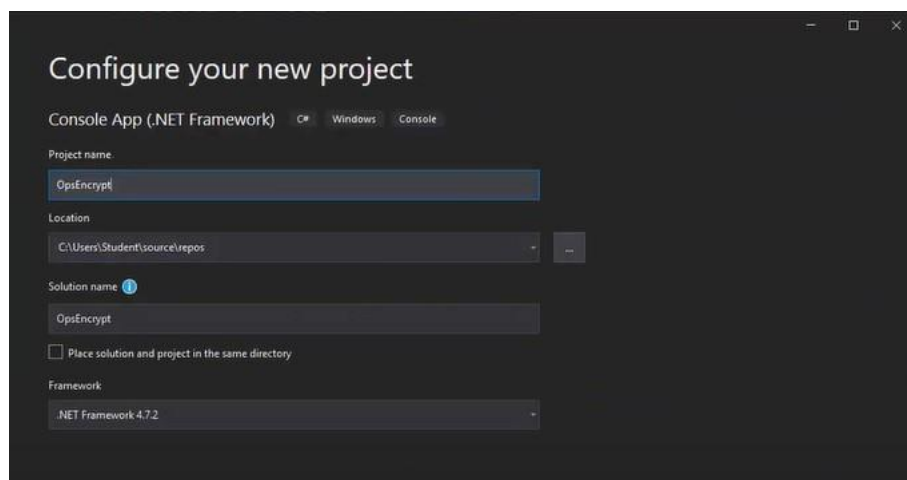 Configure your new project
Console App (.NET Framework) C# Windows Console
Project name
OpsEncrypt
Location
C:\Users\Student\source\repos
...
Solution name
OpsEncrypt
Place solution and project in the same directory
Framework
.NET Framework 4.7.2